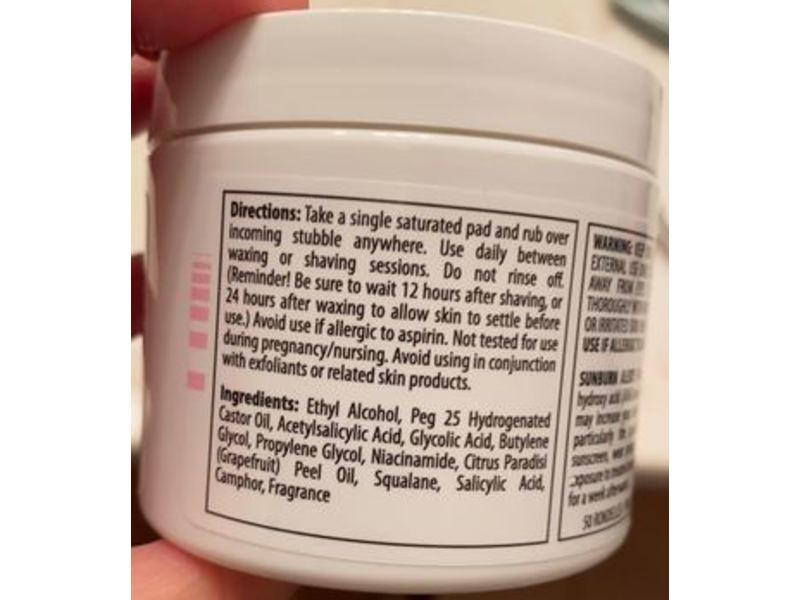 Directions: Take a single saturated pad and rub over
incoming stubble anywhere. Use daily between
waxing or shaving sessions. Do not rinse off.
(Reminder! Be sure to wait 12 hours after shaving, or
24 hours after waxing to allow skin to settle before
use.) Avoid use if allergic to aspirin. Not tested for use
during pregnancy/nursing. Avoid using in conjunction
with exfoliants or related skin products.
Ingredients: Ethyl Alcohol, Peg 25 Hydrogenated
Castor Oil, Acetylsalicylic Acid, Glycolic Acid, Butylene
Glycol, Propylene Glycol, Niacinamide, Citrus Paradisi
(Grapefruit) Peel Oil, Squalane, Salicylic Acid,
Camphor, Fragrance
WARNING: KEEP
EXTERNAL USE
AWAY FROM
THOROUGHLY
OR IRRITATED
USE IF
SUNBURN
hydroxy acid
may increase
particularly
sunscreen,
exposure
for a week
50